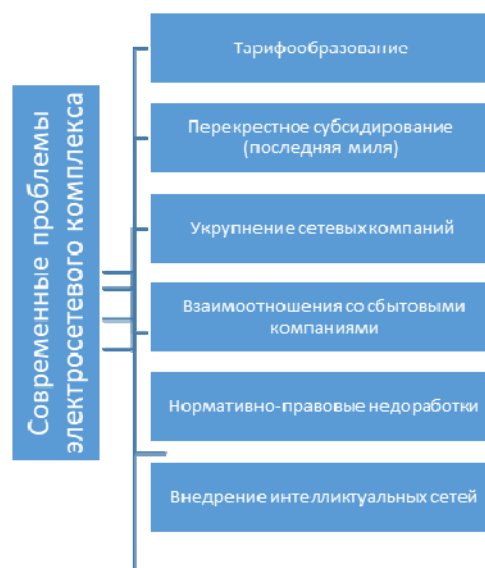 Современные проблемы
электросетевого комплекса
Тарифообразование
Перекрестное субсидирование
(последняя миля)
Укрупнение сетевых компаний
Взаимоотношения со сбытовыми
компаниями
Нормативно-правовые недоработки
Внедрение интелликтуальных сетей